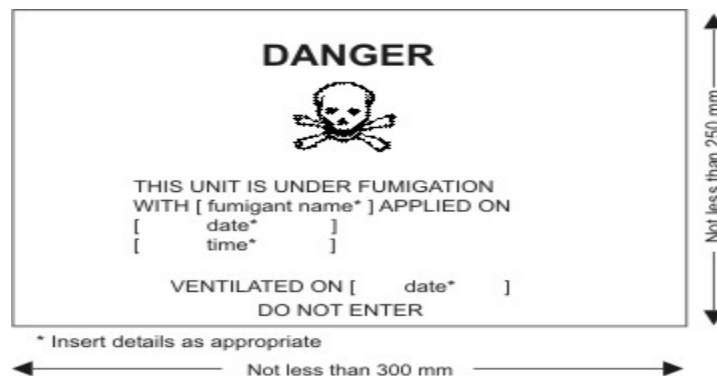 DANGER
THIS UNIT IS UNDER FUMIGATION
WITH [ fumigant name* ] APPLIED ON
[ date* ]
[ time* ]
VENTILATED ON [ date* ]
DO NOT ENTER
* Insert details as appropriate
Not less than 300 mm
Not less than 250 mm